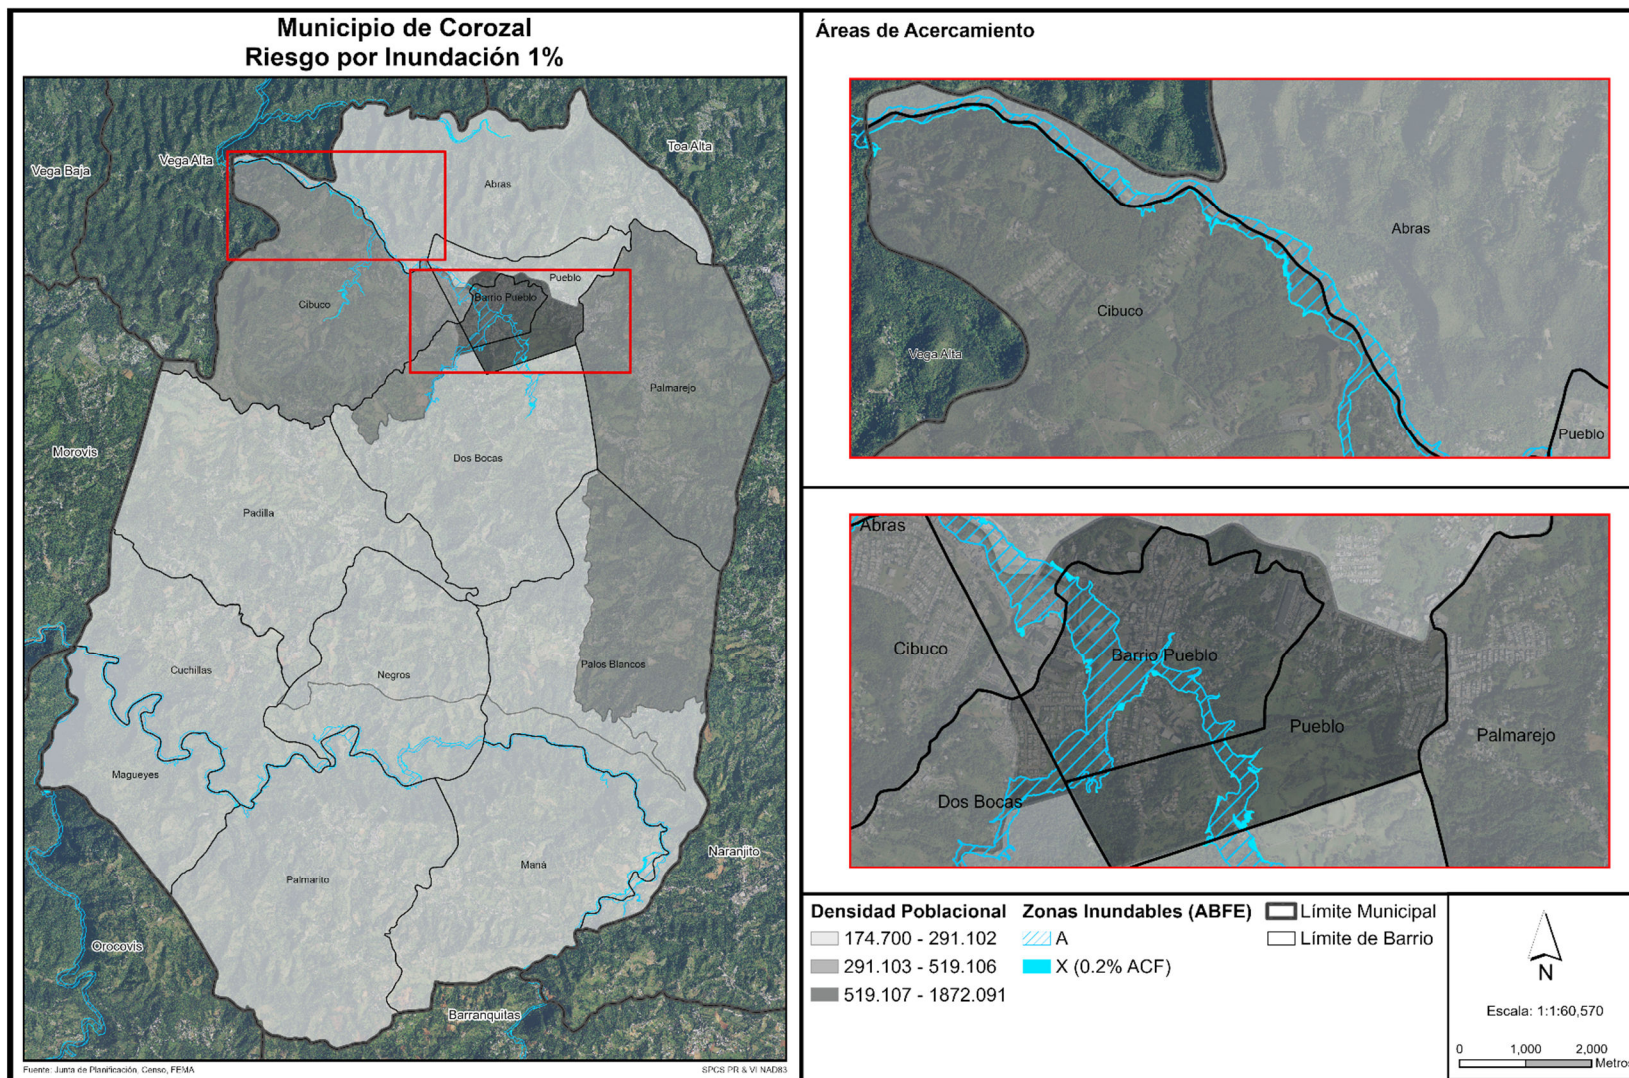 Municipio de Corozal
Riesgo por Inundación 1%
Vega Baja
Vega Alta
Toa Alta
Abras
Pueblo
Barrio Pueblo
Cibuco
Palmarejo
Morovis
Dos Bocas
Padilla
Cuchillas
Negros
Palos Blancos
Magueyes
Palmarito
Maná
Naranjito
Orocovis
Barranquitas
Fuente: Junta de Planificación, Censo, FEMA
SPCS PR & VI NAD83
Áreas de Acercamiento
Abras
Cibuco
Vega Alta
Pueblo
Abras
Cibuco
Barrio Pueblo
Pueblo
Palmarejo
Dos Bocas
Densidad Poblacional
174.700 - 291.102
291.103 - 519.106
519.107 - 1872.091
Zonas Inundables (ABFE)
A
X (0.2% ACF)
Límite Municipal
Límite de Barrio
N
Escala: 1:1:60,570
0 1,000 2,000
Metros